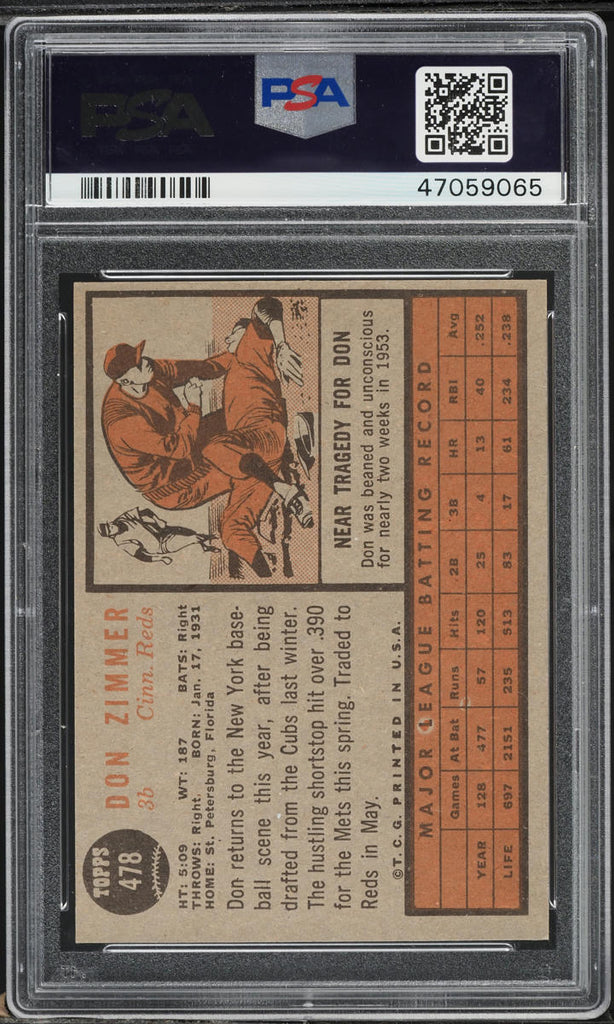 PSA
PSA
47059065
TOPPS
478
DON ZIMMER
3b Cinn. Reds
HT: 5:09 WT: 187 BATS: Right
THROWS: Right, BORN: Jan. 17, 1931
HOME: St. Petersburg, Florida
Don returns to the New York base-
ball scene this year, after being
drafted from the Cubs last winter.
The hustling shortstop hit over .390
for the Mets this spring. Traded to
Reds in May.
©T.C.G. PRINTED IN U.S.A.
NEAR TRAGEDY FOR DON
Don was beaned and unconscious
for nearly two weeks in 1953.
MAJOR LEAGUE BATTING RECORD
Games At Bat Runs Hits 2B 3B HR RBI Avg
YEAR 128 477 57 120 25 4 13 40 .252
LIFE 697 2151 235 513 83 17 61 234 .238